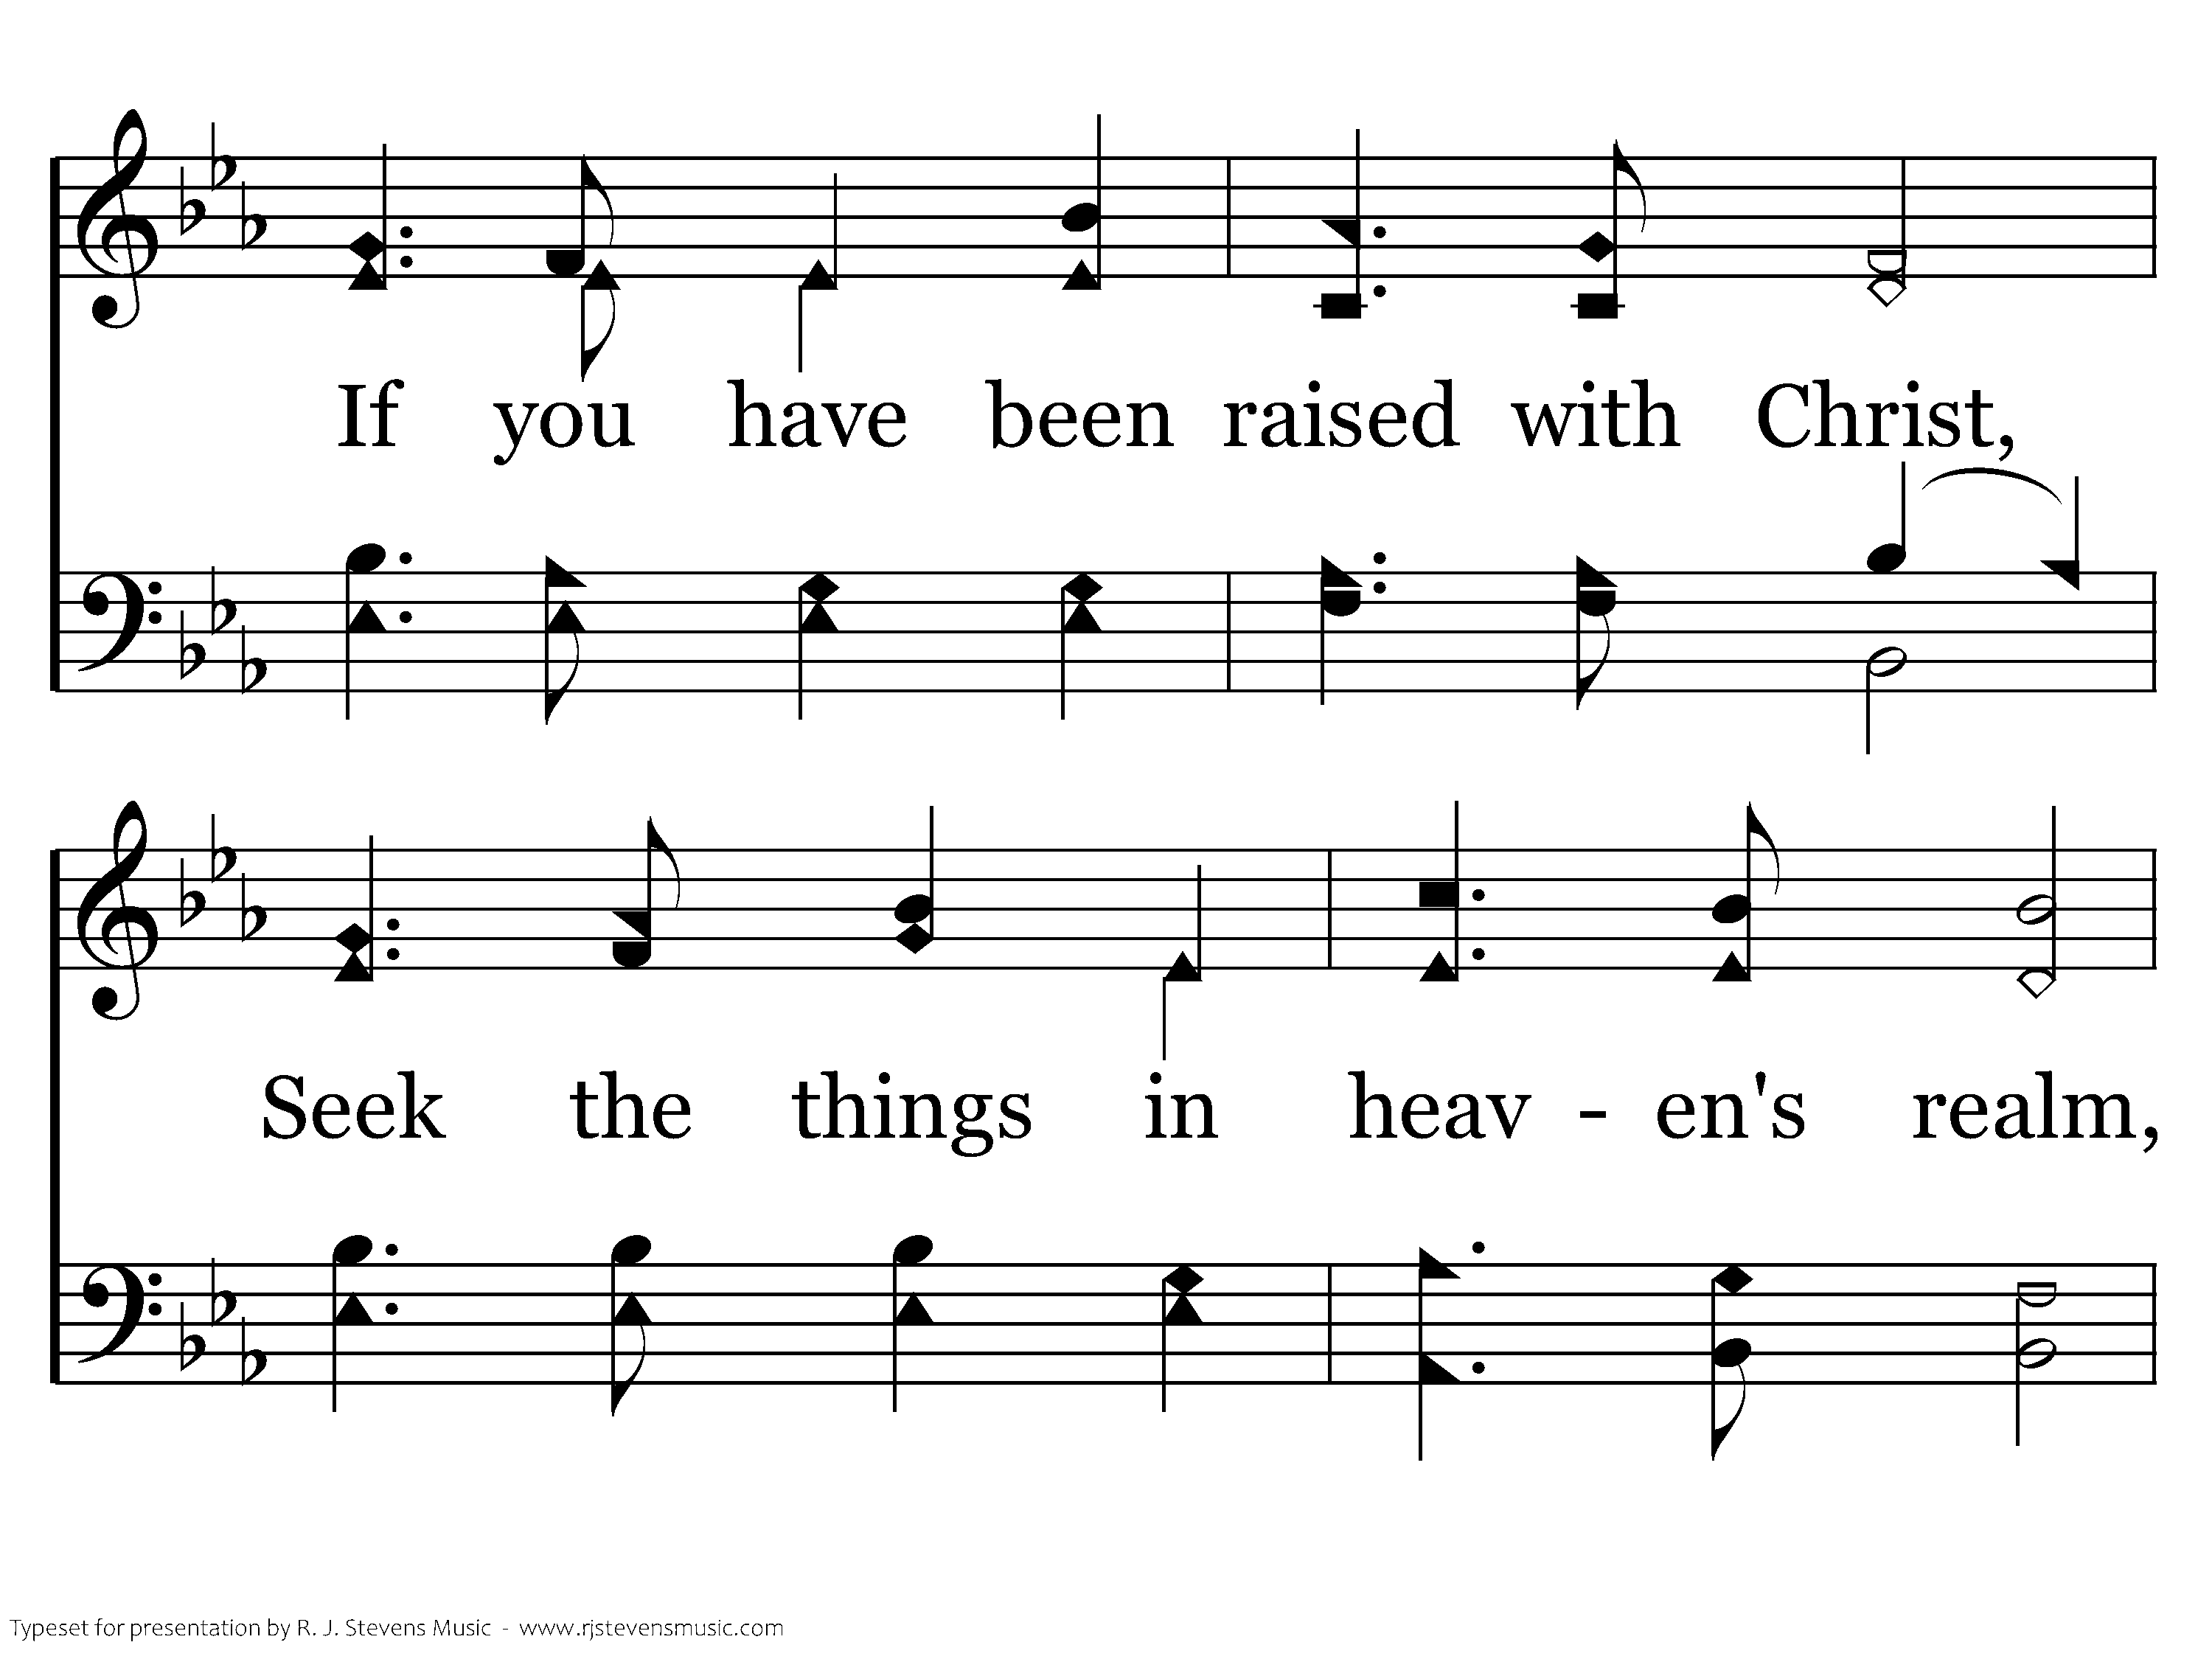 If you have been raised with Christ,
Seek the things in heav - en's realm,
Typeset for presentation by R. J. Stevens Music - www.rjstevensmusic.com